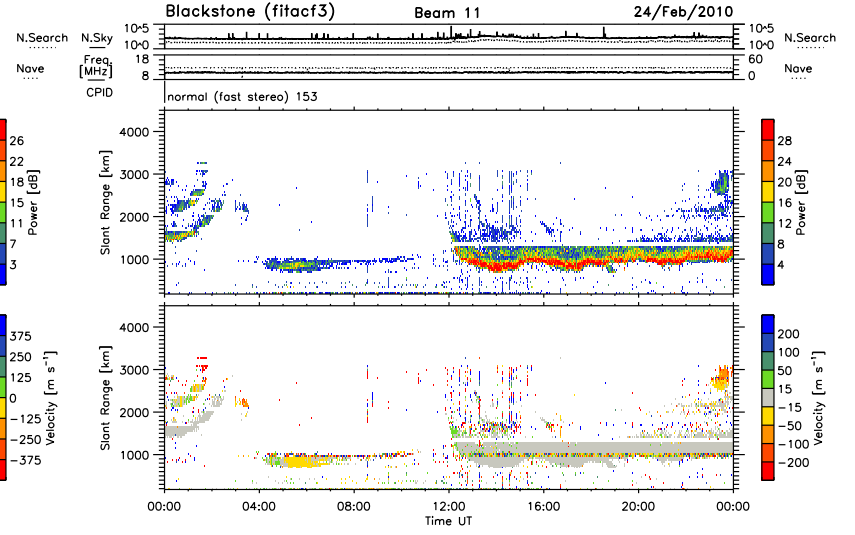 Blackstone (fitacf3) Beam 11 24/Feb/2010
N.Search N.Sky 10^5 10^5 N.Search
10^0 10^0
Nave Freq. [MHz] 18 60 Nave
8 0
CPID normal (fast stereo) 153
Power [dB] 26 22 18 15 11 7 3
Slant Range [km] 4000 3000 2000 1000
Power [dB] 28 24 20 16 12 8 4
Velocity [m s⁻¹] 375 250 125 0 −125 −250 −375
Slant Range [km] 4000 3000 2000 1000
Velocity [m s⁻¹] 200 100 50 15 −15 −50 −100 −200
00:00 04:00 08:00 12:00 16:00 20:00 00:00
Time UT